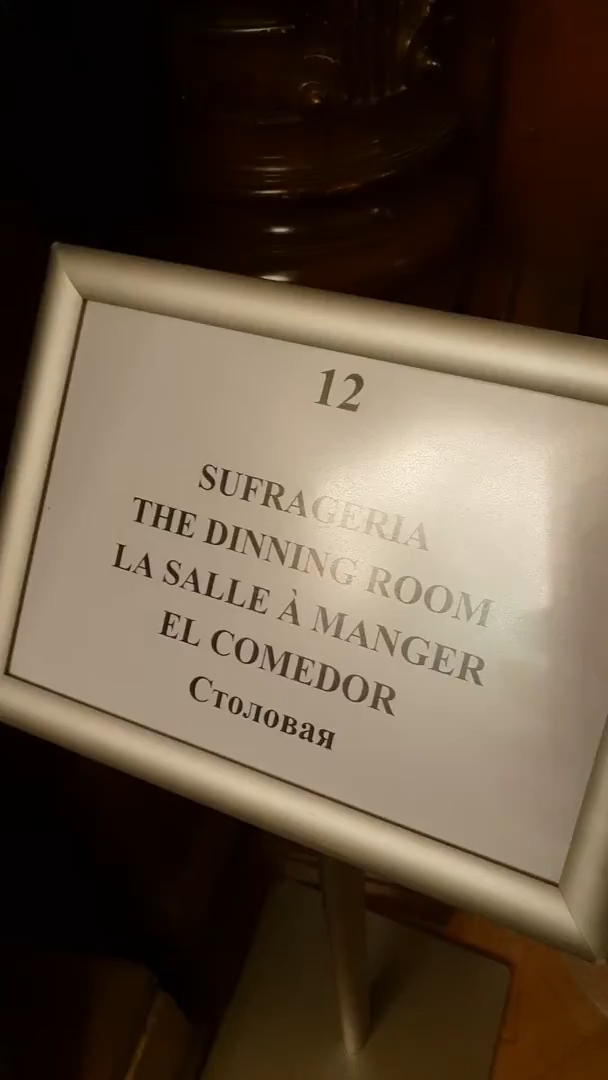 12
SUFRAGERIA
THE DINNING ROOM
LA SALLE À MANGER
EL COMEDOR
Столовая